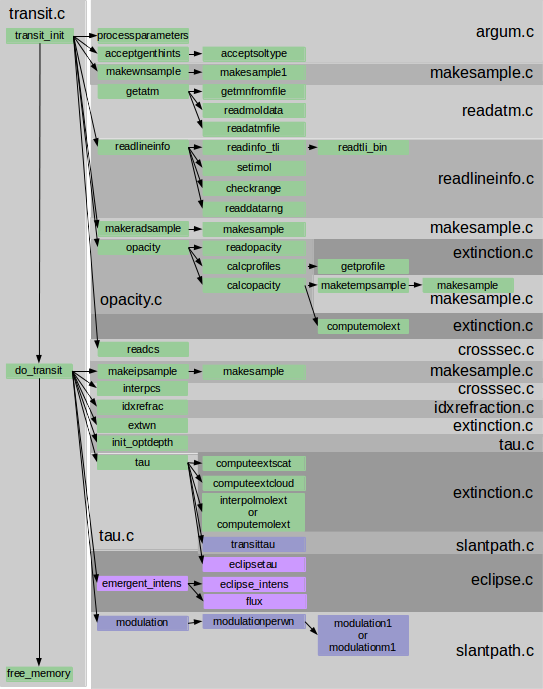 transit.c
transit_init
processparameters
argum.c
acceptgenthints
acceptsoltype
makewnsample
makesample1
makesample.c
getatm
getmnfromfile
readmoldata
readatm.c
readatmfile
readlineinfo
readinfo_tli
readtli_bin
setimol
readlineinfo.c
checkrange
readdatarng
makeradsample
makesample
makesample.c
opacity
readopacity
extinction.c
calcprofiles
getprofile
calcopacity
maketempsample
makesample
opacity.c
makesample.c
computemolext
extinction.c
readcs
crosssec.c
do_transit
makeipsample
makesample
makesample.c
interpcs
crosssec.c
idxrefrac
idxrefraction.c
extwn
extinction.c
init_optdepth
tau.c
tau
computeextscat
computeextcloud
extinction.c
interpolmolext
or
computemolext
tau.c
transittau
slantpath.c
eclipsetau
emergent_intens
eclipse_intens
eclipse.c
flux
modulation
modulationperwn
modulation1
or
modulationm1
slantpath.c
free_memory